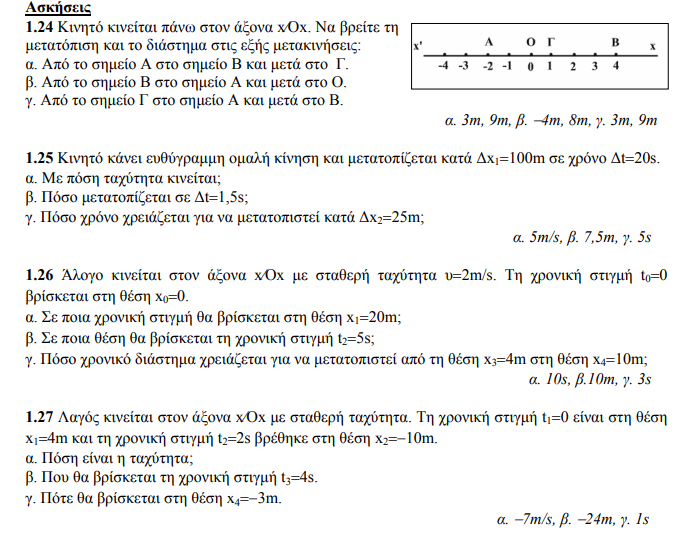 Ασκήσεις
1.24 Κινητό κινείται πάνω στον άξονα x⁄Ox. Να βρείτε τη
μετατόπιση και το διάστημα στις εξής μετακινήσεις:
α. Από το σημείο Α στο σημείο Β και μετά στο Γ.
β. Από το σημείο Β στο σημείο Α και μετά στο Ο.
γ. Από το σημείο Γ στο σημείο Α και μετά στο Β.
Α Ο Γ Β
x' x
-4 -3 -2 -1 0 1 2 3 4
α. 3m, 9m, β. −4m, 8m, γ. 3m, 9m
1.25 Κινητό κάνει ευθύγραμμη ομαλή κίνηση και μετατοπίζεται κατά Δx₁=100m σε χρόνο Δt=20s.
α. Με πόση ταχύτητα κινείται;
β. Πόσο μετατοπίζεται σε Δt=1,5s;
γ. Πόσο χρόνο χρειάζεται για να μετατοπιστεί κατά Δx₂=25m;
α. 5m/s, β. 7,5m, γ. 5s
1.26 Άλογο κινείται στον άξονα x⁄Ox με σταθερή ταχύτητα υ=2m/s. Τη χρονική στιγμή t₀=0
βρίσκεται στη θέση x₀=0.
α. Σε ποια χρονική στιγμή θα βρίσκεται στη θέση x₁=20m;
β. Σε ποια θέση θα βρίσκεται τη χρονική στιγμή t₂=5s;
γ. Πόσο χρονικό διάστημα χρειάζεται για να μετατοπιστεί από τη θέση x₃=4m στη θέση x₄=10m;
α. 10s, β.10m, γ. 3s
1.27 Λαγός κινείται στον άξονα x⁄Ox με σταθερή ταχύτητα. Τη χρονική στιγμή t₁=0 είναι στη θέση
x₁=4m και τη χρονική στιγμή t₂=2s βρέθηκε στη θέση x₂=−10m.
α. Πόση είναι η ταχύτητα;
β. Που θα βρίσκεται τη χρονική στιγμή t₃=4s.
γ. Πότε θα βρίσκεται στη θέση x₄=−3m.
α. −7m/s, β. −24m, γ. 1s